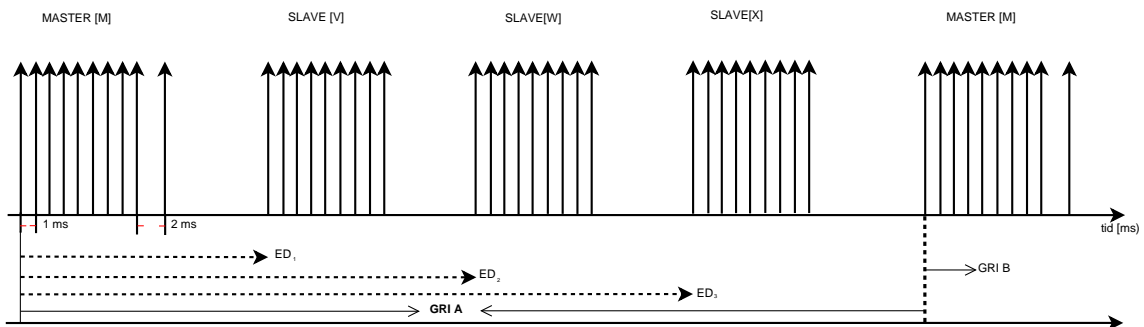 MASTER [M]
SLAVE [V]
SLAVE[W]
SLAVE[X]
MASTER [M]
1 ms
2 ms
tid [ms)
ED₁
ED₂
GRI B
ED₃
GRI A